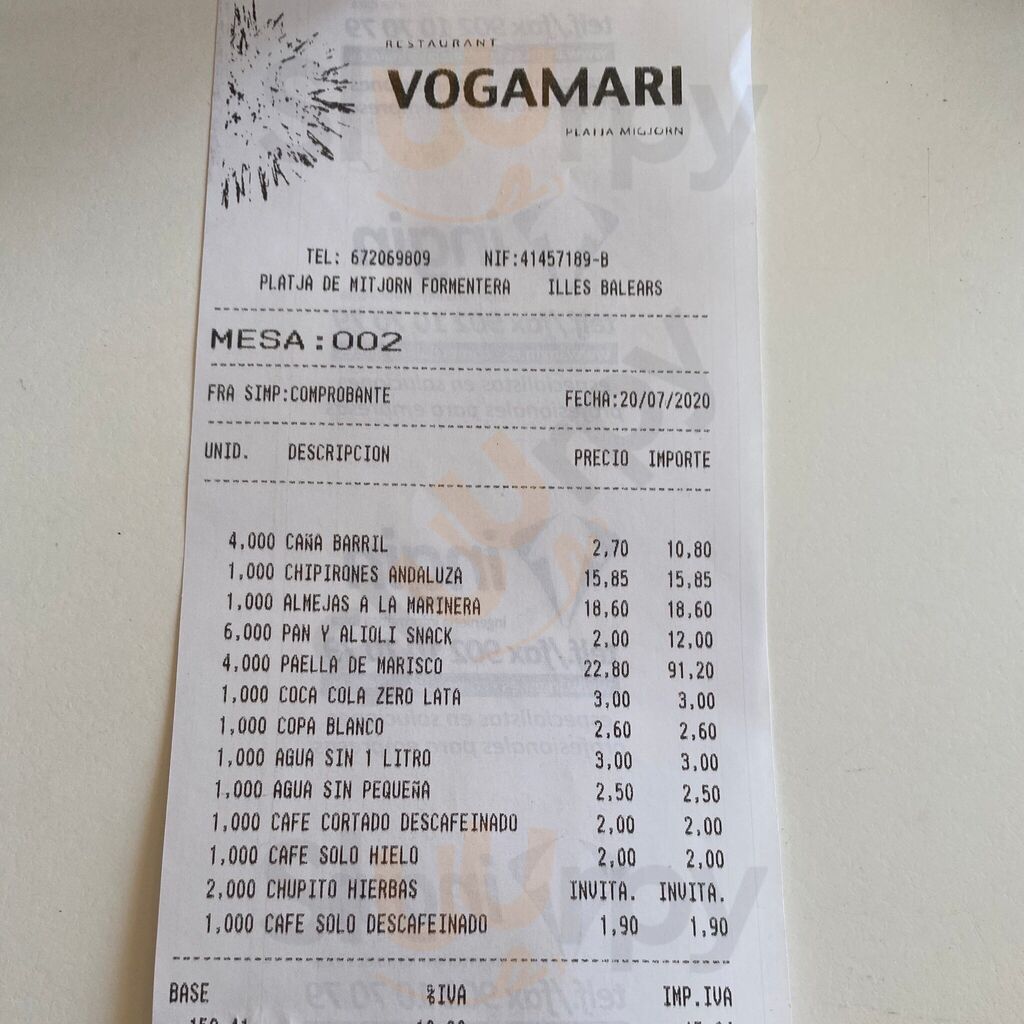 RESTAURANT
VOGAMARI
PLATJA MIGJORN
TEL: 672069809 NIF:41457189-B
PLATJA DE MITJORN FORMENTERA ILLES BALEARS
MESA:002
FRA SIMP:COMPROBANTE FECHA:20/07/2020
UNID. DESCRIPCION PRECIO IMPORTE
4,000 CAÑA BARRIL 2,70 10,80
1,000 CHIPIRONES ANDALUZA 15,85 15,85
1,000 ALMEJAS A LA MARINERA 18,60 18,60
6,000 PAN Y ALIOLI SNACK 2,00 12,00
4,000 PAELLA DE MARISCO 22,80 91,20
1,000 COCA COLA ZERO LATA 3,00 3,00
1,000 COPA BLANCO 2,60 2,60
1,000 AGUA SIN 1 LITRO 3,00 3,00
1,000 AGUA SIN PEQUEÑA 2,50 2,50
1,000 CAFE CORTADO DESCAFEINADO 2,00 2,00
1,000 CAFE SOLO HIELO 2,00 2,00
2,000 CHUPITO HIERBAS INVITA. INVITA.
1,000 CAFE SOLO DESCAFEINADO 1,90 1,90
BASE %IVA IMP.IVA